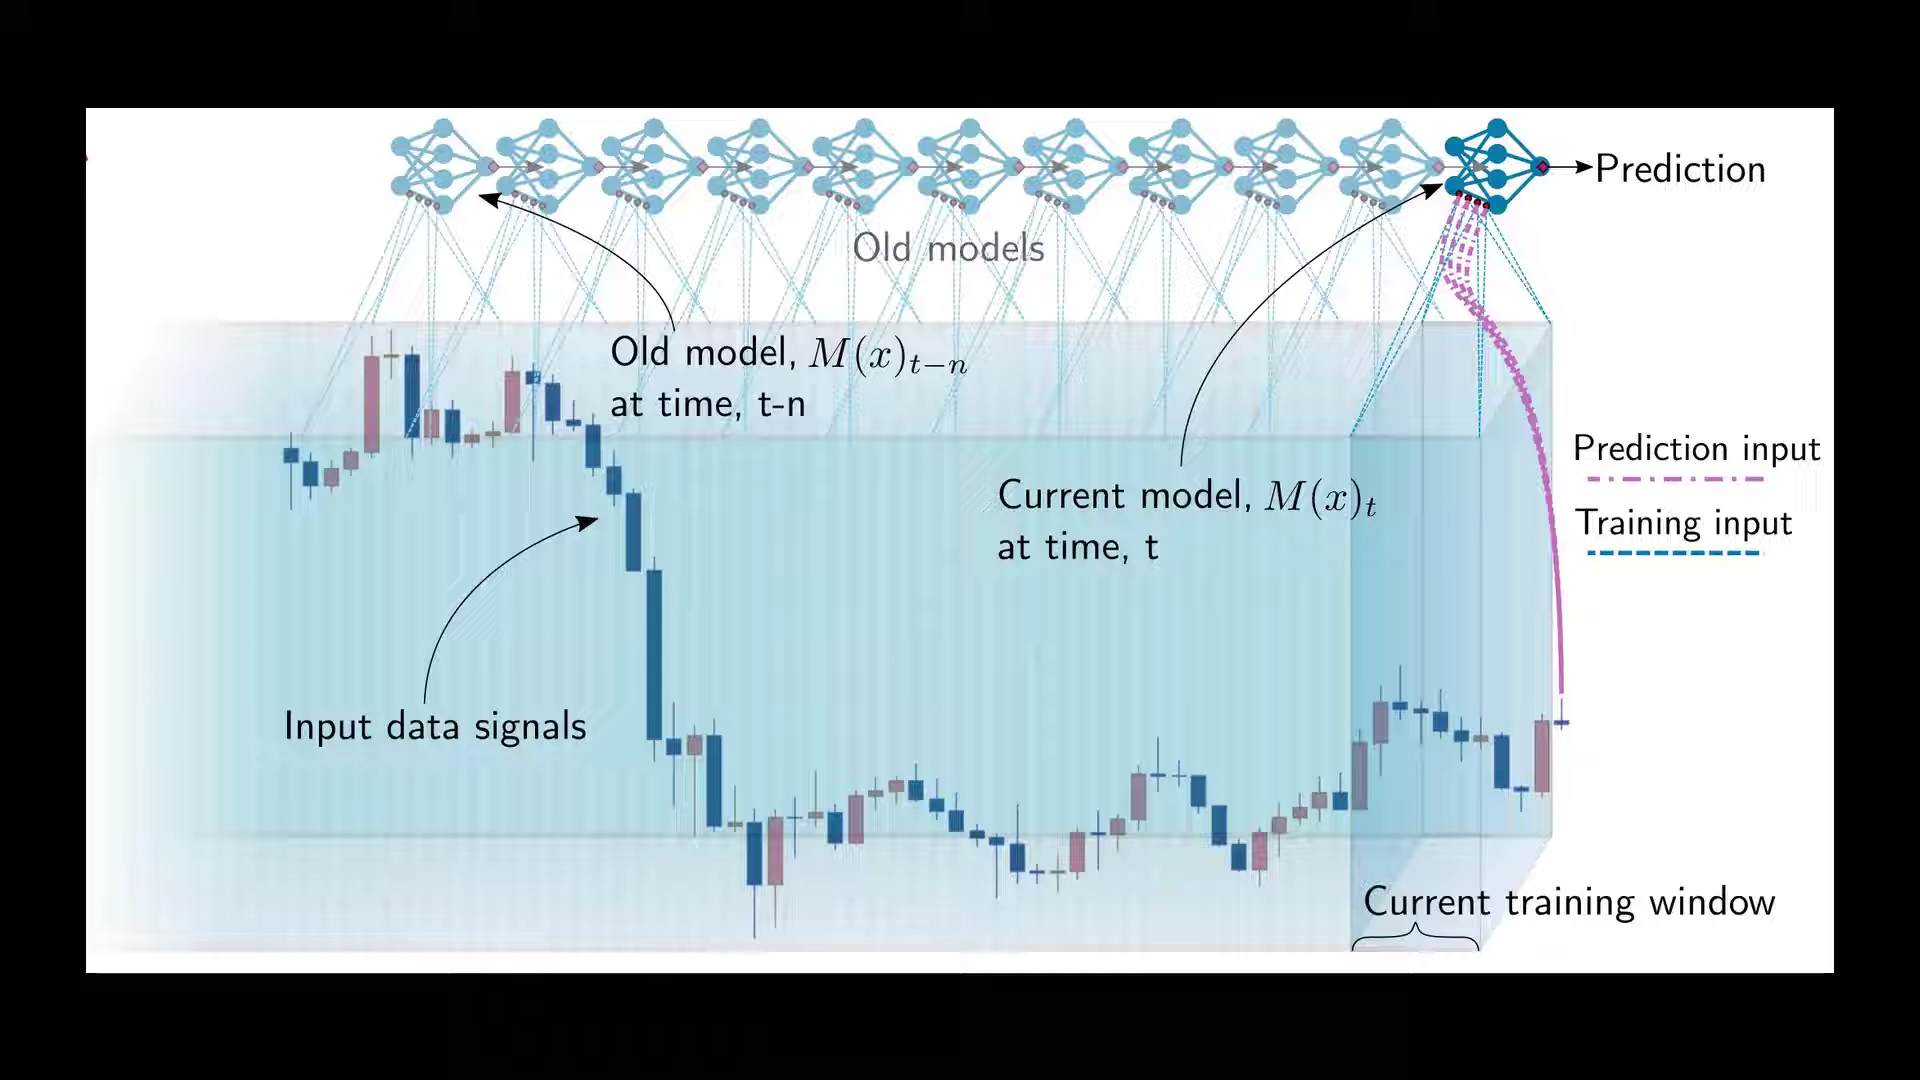 Prediction
Old models
Old model, M(x)ₜ₋ₙ
at time, t-n
Prediction input
Current model, M(x)ₜ
at time, t
Training input
Input data signals
Current training window